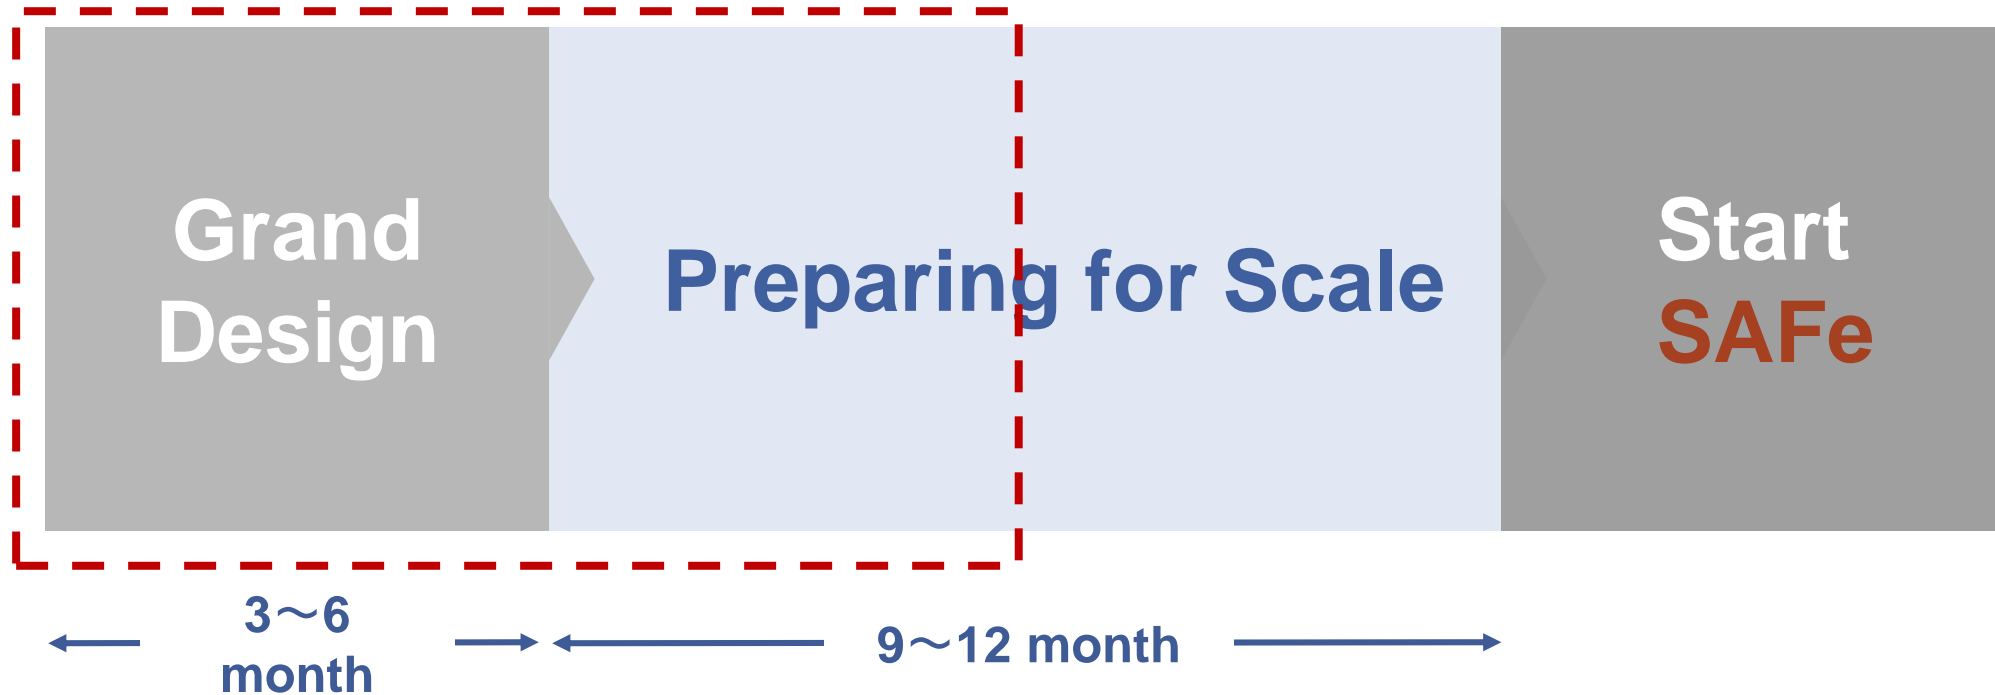 Grand
Design
Preparing for Scale
Start
SAFe
3～6
month
9～12 month